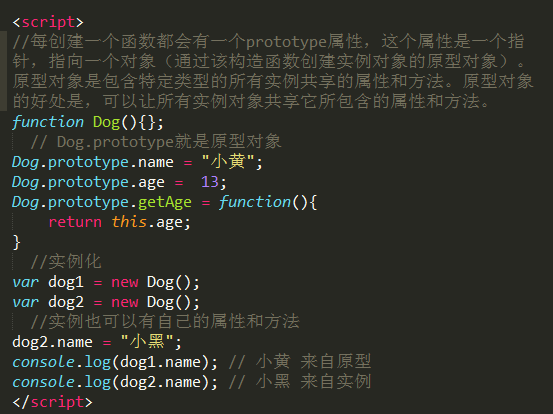 <script>
//每创建一个函数都会有一个prototype属性，这个属性是一个指
针，指向一个对象（通过该构造函数创建实例对象的原型对象）。
原型对象是包含特定类型的所有实例共享的属性和方法。原型对象
的好处是，可以让所有实例对象共享它所包含的属性和方法。
function Dog(){};
// Dog.prototype就是原型对象
Dog.prototype.name = "小黄";
Dog.prototype.age =  13;
Dog.prototype.getAge = function(){
return this.age;
}
//实例化
var dog1 = new Dog();
var dog2 = new Dog();
//实例也可以有自己的属性和方法
dog2.name = "小黑";
console.log(dog1.name); // 小黄 来自原型
console.log(dog2.name); // 小黑 来自实例
</script>